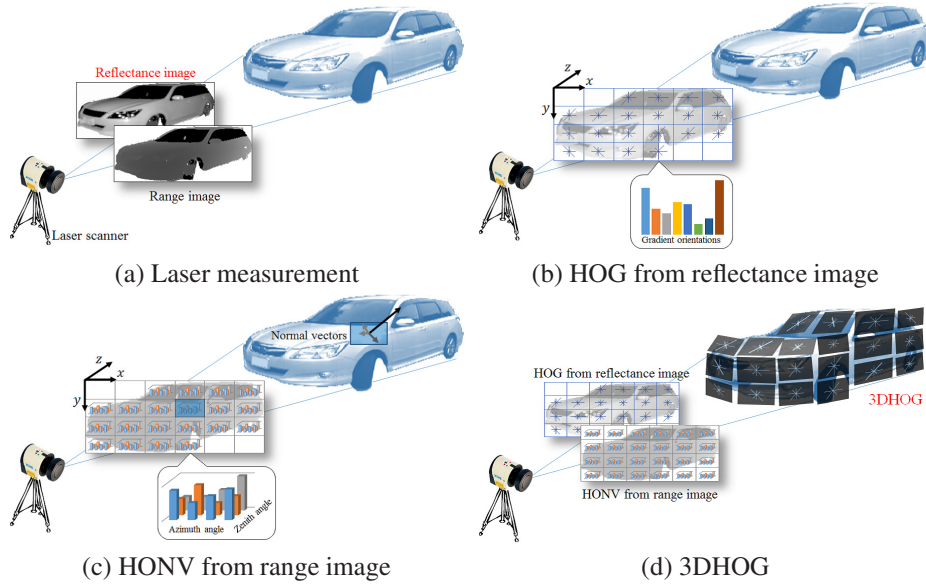 Reflectance image
Range image
Laser scanner
(a) Laser measurement
z
x
y
Gradient orientations
(b) HOG from reflectance image
Normal vectors
z
x
y
Azimuth angle
Zenath angle
(c) HONV from range image
HOG from reflectance image
3DHOG
HONV from range image
(d) 3DHOG